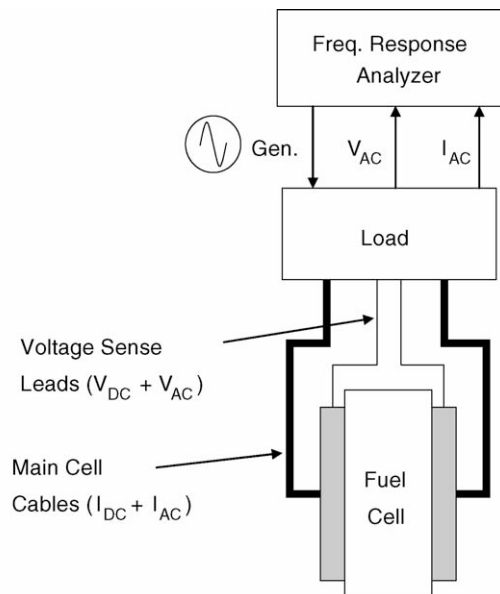 Freq. Response
Analyzer
Gen.
V_AC
I_AC
Load
Voltage Sense
Leads (V_DC + V_AC)
Main Cell
Cables (I_DC + I_AC)
Fuel
Cell